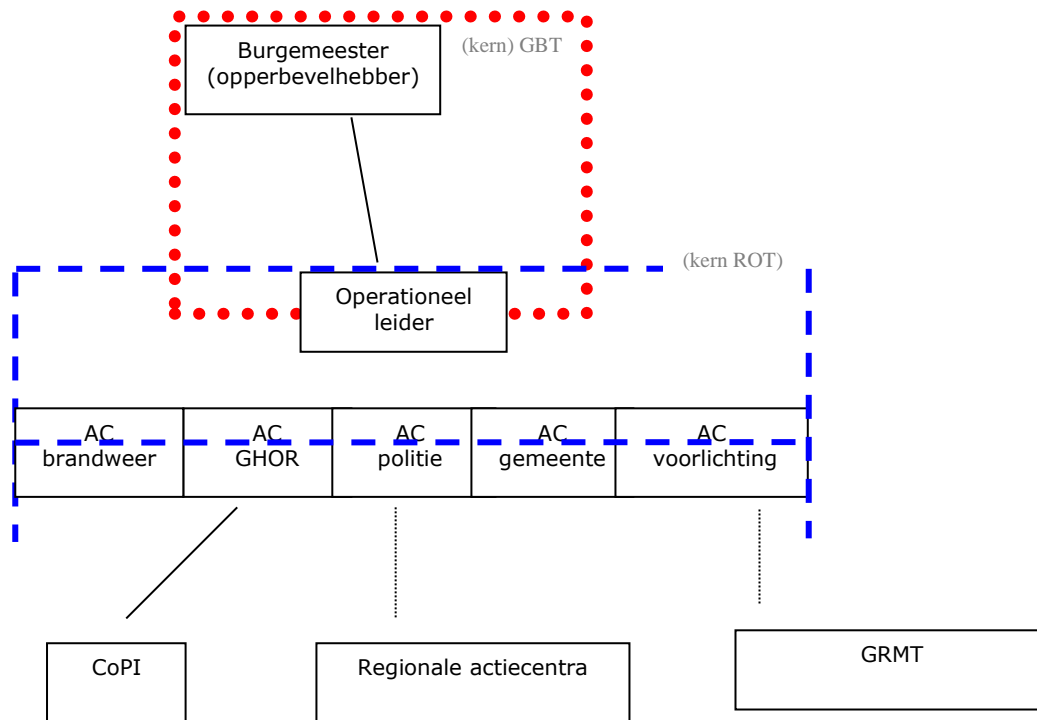 Burgemeester
(opperbevelhebber)
(kern) GBT
(kern ROT)
Operationeel
leider
AC
brandweer
AC
GHOR
AC
politie
AC
gemeente
AC
voorlichting
CoPI
Regionale actiecentra
GRMT